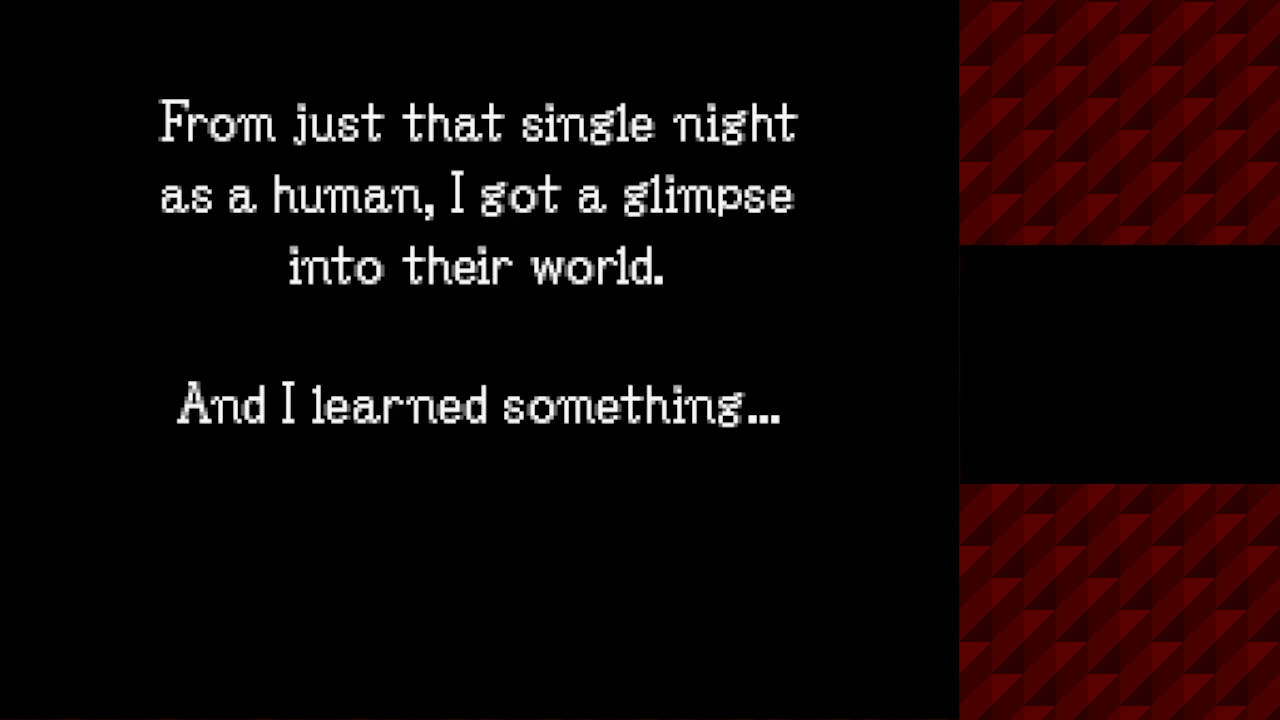 From just that single night
as a human, I got a glimpse
into their world.
And I learned something...